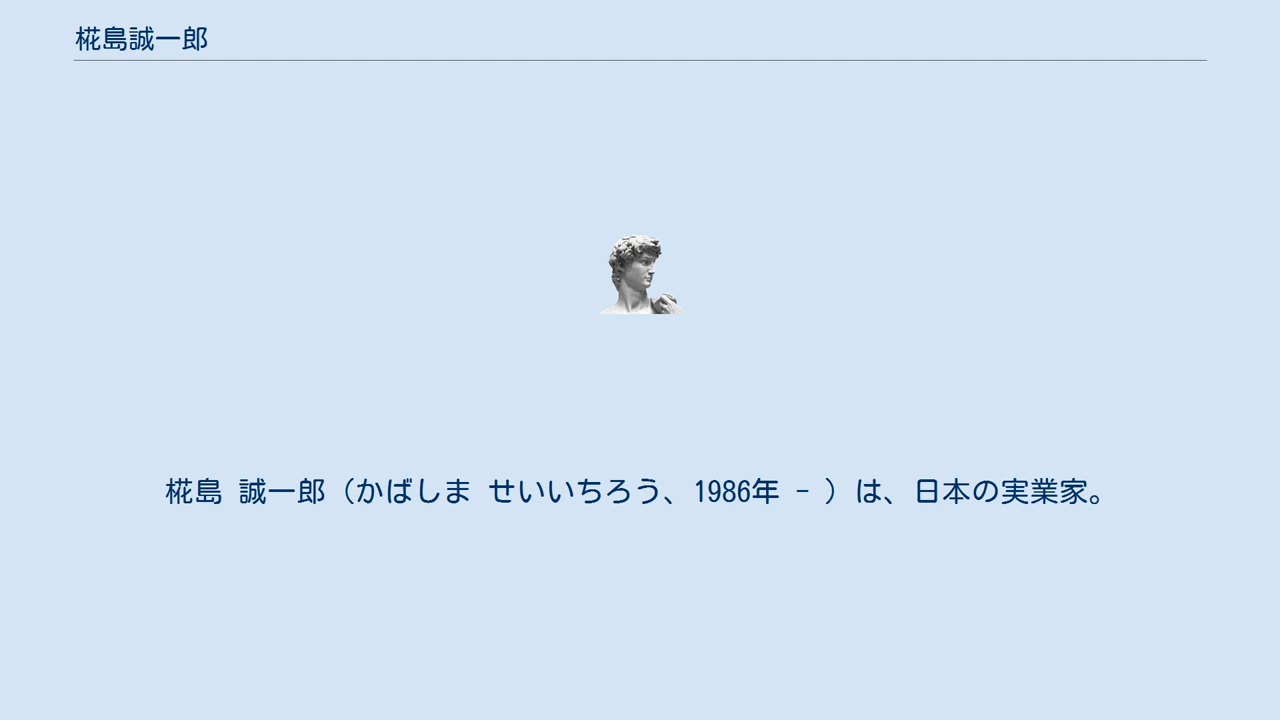 椛島誠一郎
椛島 誠一郎（かばしま せいいちろう、1986年 - ）は、日本の実業家。